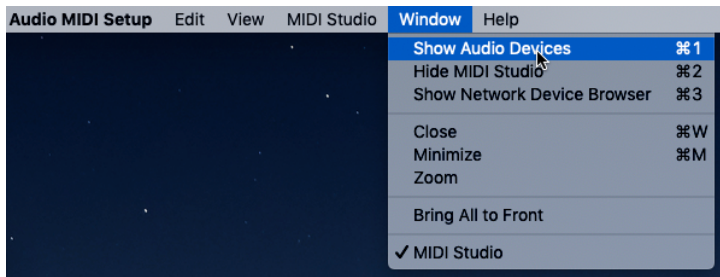 Audio MIDI Setup Edit View MIDI Studio Window Help
Show Audio Devices ⌘1
Hide MIDI Studio ⌘2
Show Network Device Browser ⌘3
Close ⌘W
Minimize ⌘M
Zoom
Bring All to Front
✓ MIDI Studio